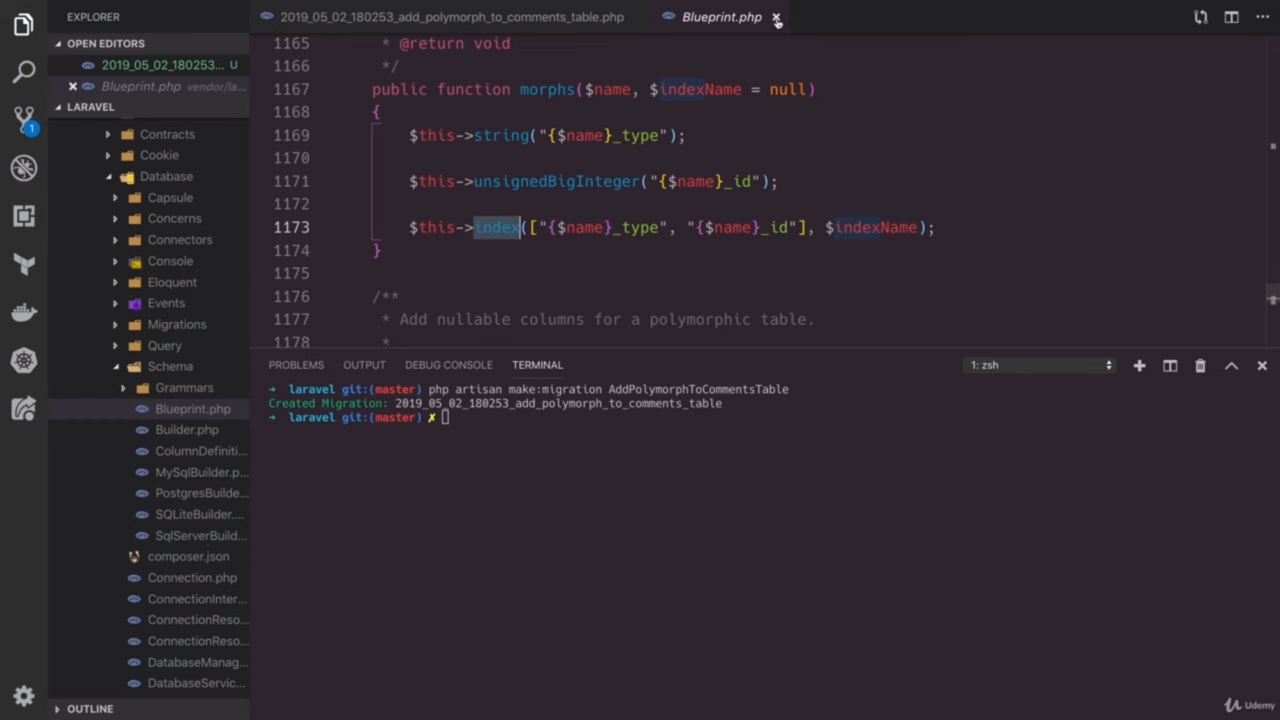 EXPLORER
2019_05_02_180253_add_polymorph_to_comments_table.php
Blueprint.php
OPEN EDITORS
2019_05_02_180253... U
Blueprint.php vendor/la...
LARAVEL
Contracts
Cookie
Database
Capsule
Concerns
Connectors
Console
Eloquent
Events
Migrations
Query
Schema
Grammars
Blueprint.php
Builder.php
ColumnDefiniti...
MySqlBuilder.p...
PostgresBuilde...
SQLiteBuilder....
SqlServerBuild...
composer.json
Connection.php
ConnectionInter...
ConnectionReso...
ConnectionReso...
DatabaseManag...
DatabaseServic...
OUTLINE
1165 * @return void
1166 */
1167 public function morphs($name, $indexName = null)
1168 {
1169 $this->string("{$name}_type");
1170
1171 $this->unsignedBigInteger("{$name}_id");
1172
1173 $this->index(["{$name}_type", "{$name}_id"], $indexName);
1174 }
1175
1176 /**
1177 * Add nullable columns for a polymorphic table.
1178 *
PROBLEMS OUTPUT DEBUG CONSOLE TERMINAL 1: zsh
➜ laravel git:(master) php artisan make:migration AddPolymorphToCommentsTable
Created Migration: 2019_05_02_180253_add_polymorph_to_comments_table
➜ laravel git:(master) ✗
1
Udemy